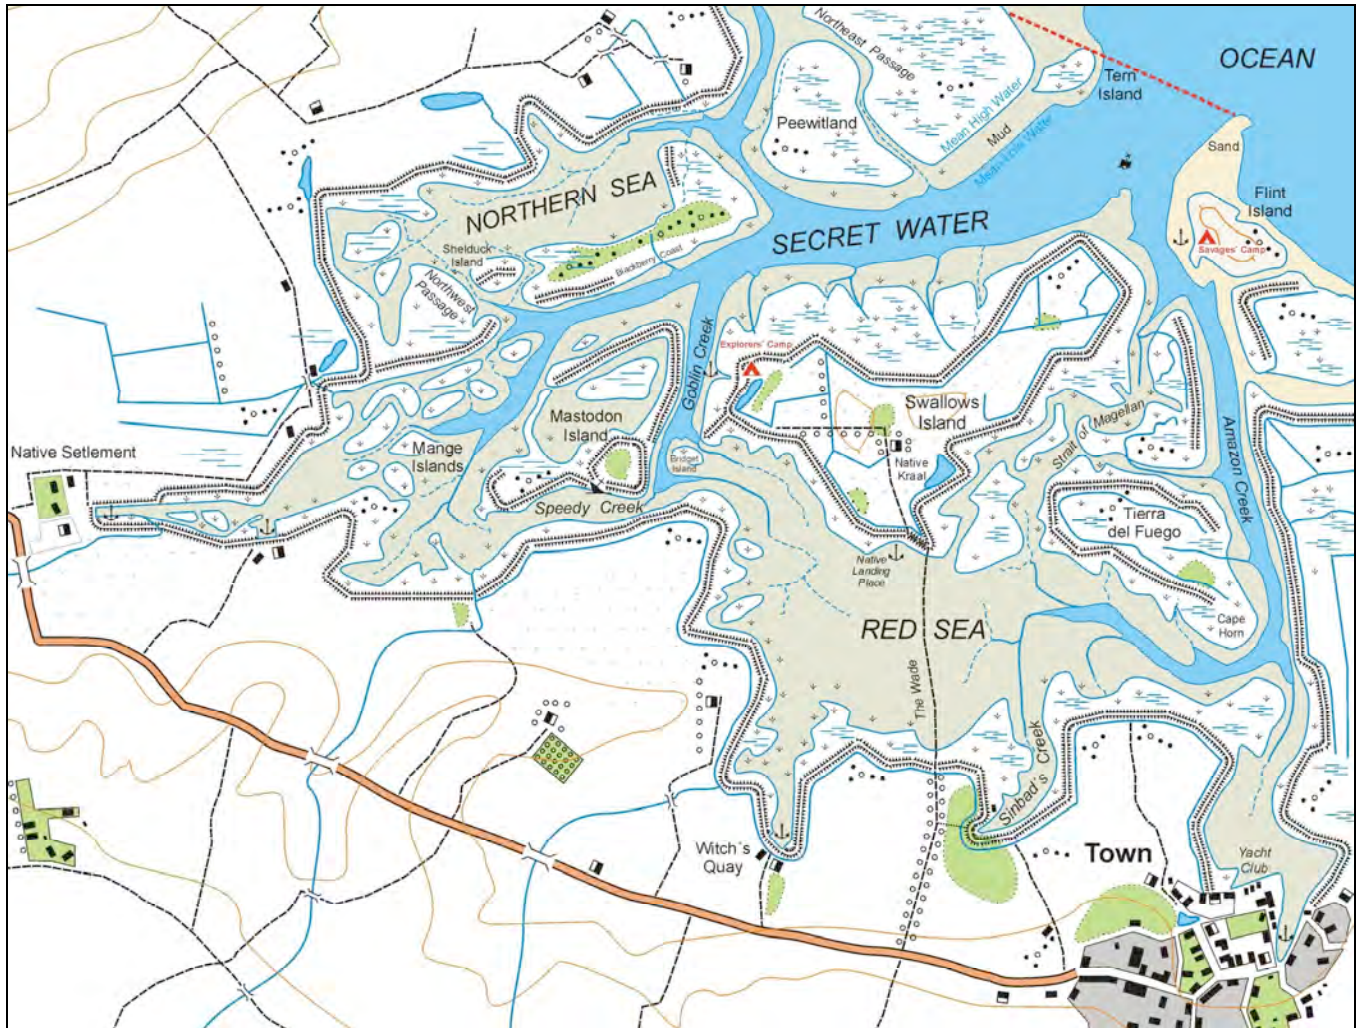 OCEAN
Northeast
Passage
Tern
Island
Mean High Water
Mud
Mean Low Water
Peewitland
Sand
Flint
Island
Savages´ Camp
NORTHERN SEA
SECRET WATER
Shelduck
Island
Blackberry Coast
Northwest
Passage
Goblin Creek
Explorers´ Camp
Swallows
Island
Strait of Magellan
Amazon Creek
Mastodon
Island
Mange
Islands
Native Setlement
Bridget
Island
Native
Kraal
Speedy Creek
Tierra
del Fuego
Native
Landing
Place
Cape
Horn
RED SEA
The Wade
Sinbad´s Creek
Witch´s
Quay
Town
Yacht
Club